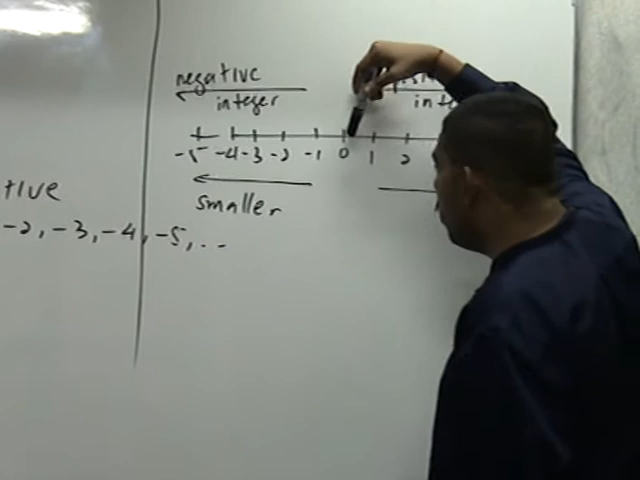 negative
integer
-5 -4 -3 -2 -1 0 1 2
smaller
tive
-2, -3, -4, -5, ...